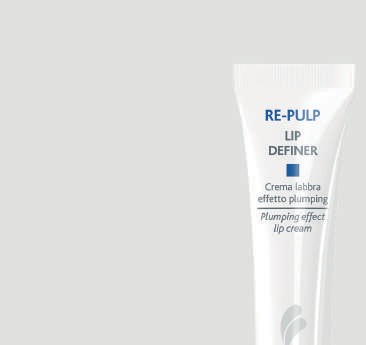 RE-PULP
LIP
DEFINER
Crema labbra
effetto plumping
Plumping effect
lip cream